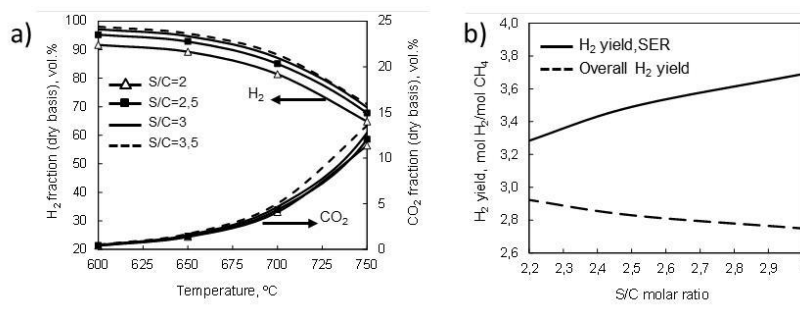 a)
H2 fraction (dry basis), vol.%
100
90
80
70
60
50
40
30
20
S/C=2
S/C=2,5
S/C=3
S/C=3,5
H2
CO2
25
20
15
10
5
0
CO2 fraction (dry basis), vol.%
600 625 650 675 700 725 750
Temperature, ºC
b)
H2 yield, mol H2/mol CH4
4,0
3,8
3,6
3,4
3,2
3,0
2,8
2,6
H2 yield,SER
Overall H2 yield
2,2 2,3 2,4 2,5 2,6 2,7 2,8 2,9
S/C molar ratio